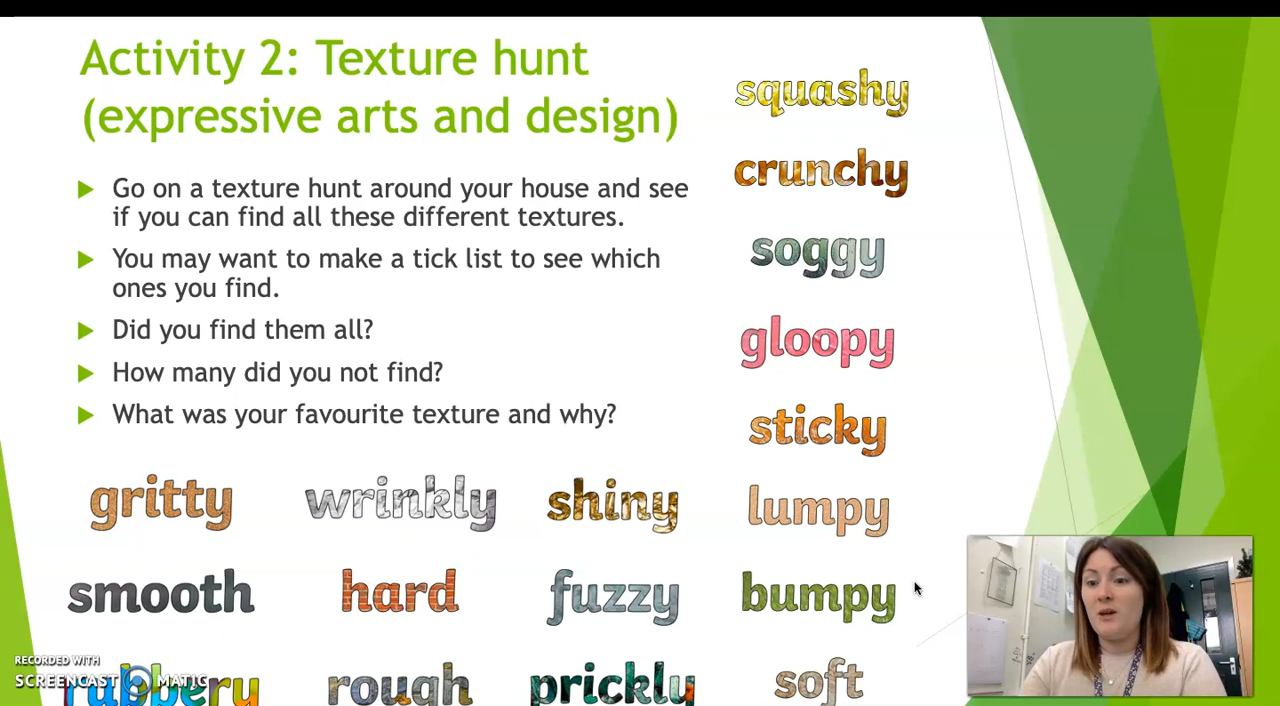 Activity 2: Texture hunt
(expressive arts and design)
Go on a texture hunt around your house and see
if you can find all these different textures.
You may want to make a tick list to see which
ones you find.
Did you find them all?
How many did you not find?
What was your favourite texture and why?
squashy
crunchy
soggy
gloopy
sticky
lumpy
bumpy
soft
gritty wrinkly shiny
smooth hard fuzzy
rubbery rough prickly
RECORDED WITH
SCREENCAST MATIC